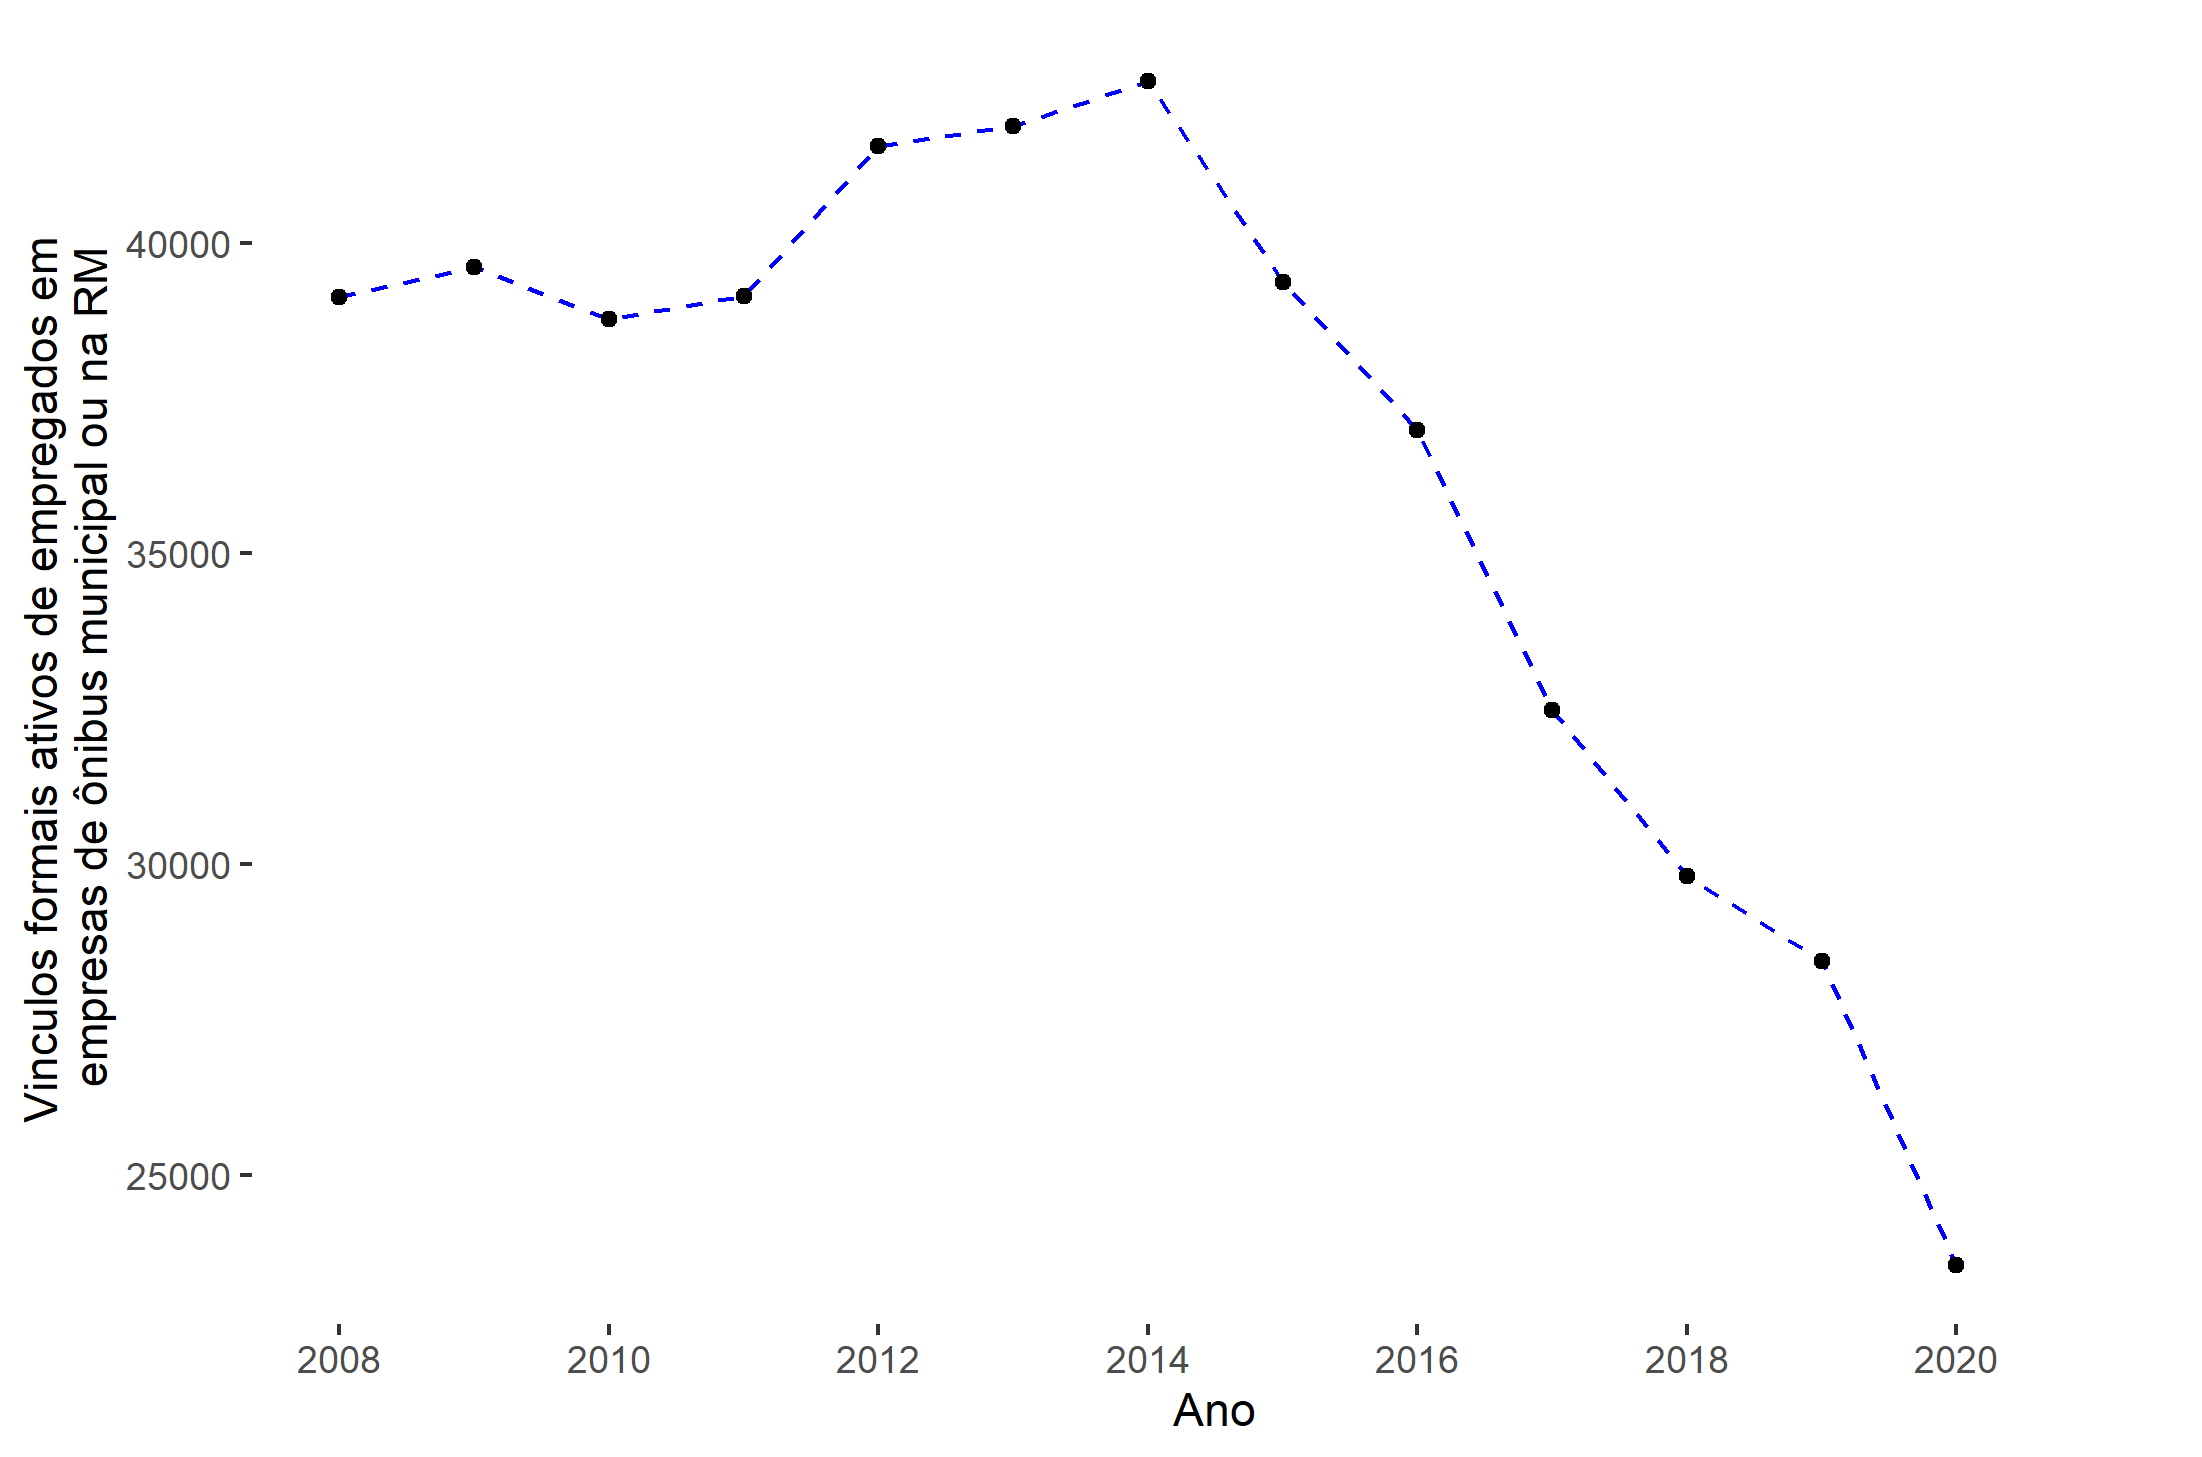 Vinculos formais ativos de empregados em
empresas de ônibus municipal ou na RM
40000
35000
30000
25000
2008 2010 2012 2014 2016 2018 2020
Ano